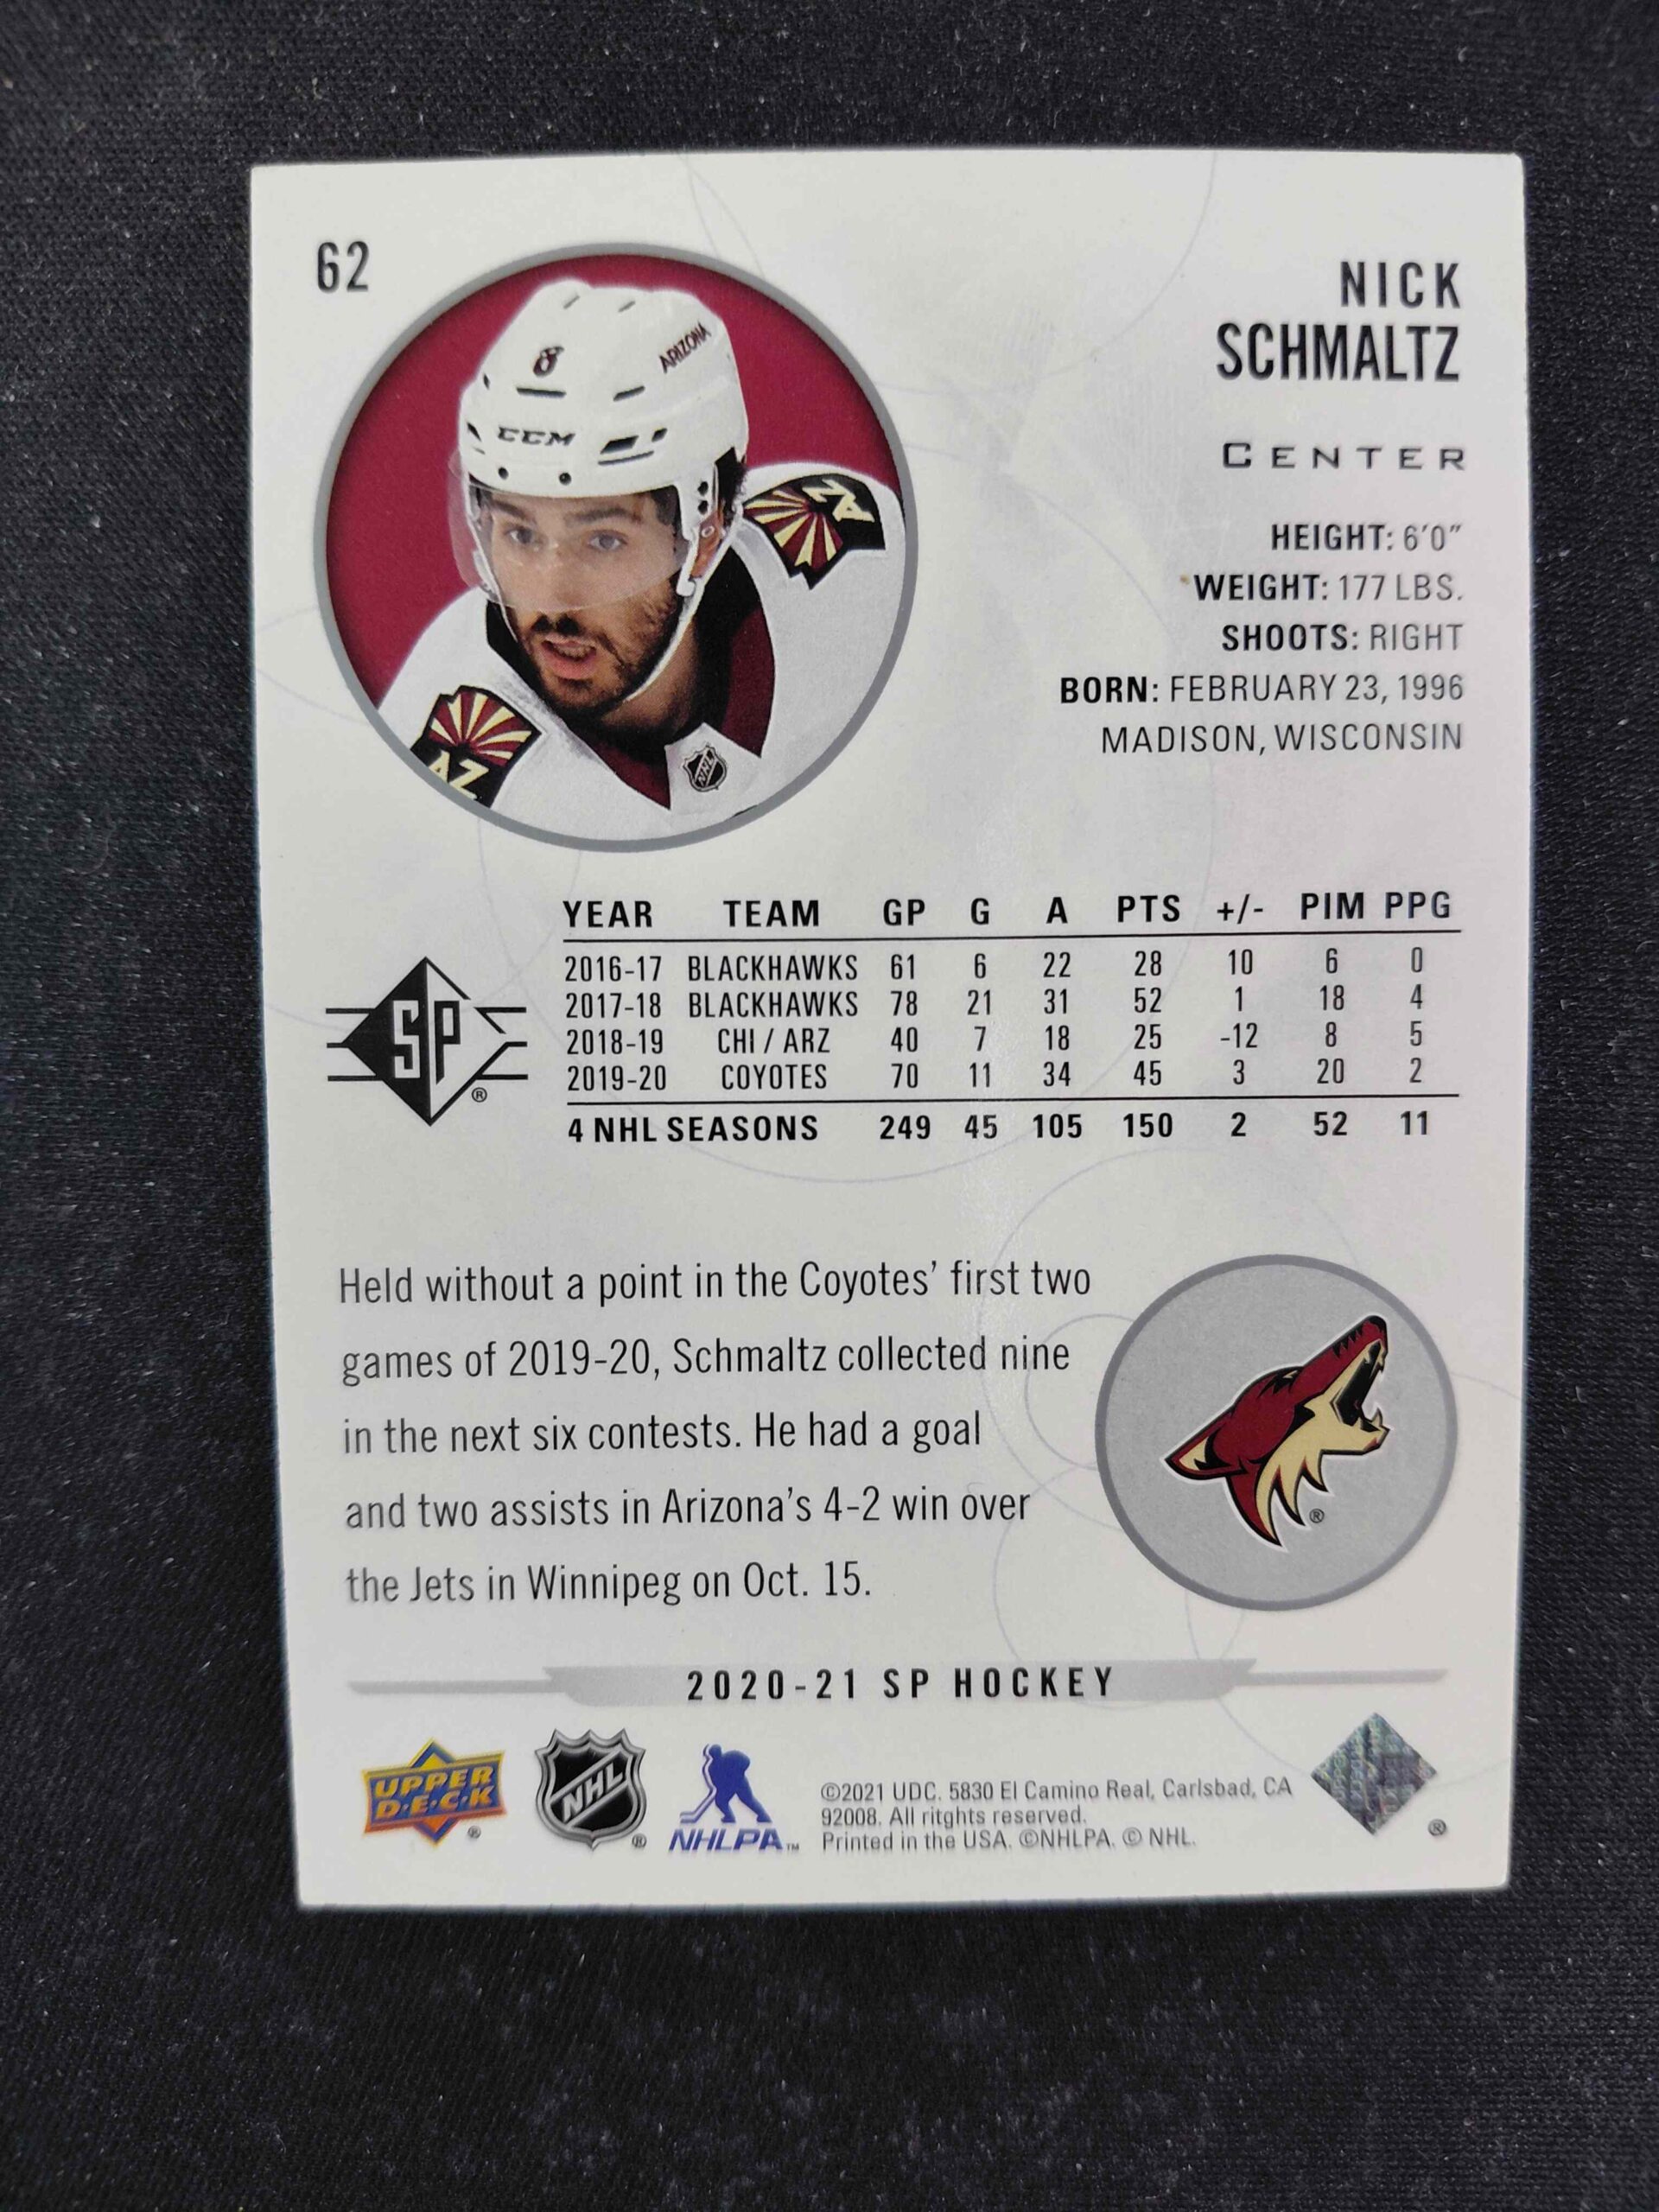 62
NICK
SCHMALTZ
CENTER
HEIGHT: 6'0"
WEIGHT: 177 LBS.
SHOOTS: RIGHT
BORN: FEBRUARY 23, 1996
MADISON, WISCONSIN
8
ARIZONA
CCM
AZ
AZ
NHL
YEAR TEAM GP G A PTS +/- PIM PPG
2016-17 BLACKHAWKS 61 6 22 28 10 6 0
2017-18 BLACKHAWKS 78 21 31 52 1 18 4
2018-19 CHI / ARZ 40 7 18 25 -12 8 5
2019-20 COYOTES 70 11 34 45 3 20 2
4 NHL SEASONS 249 45 105 150 2 52 11
SP®
Held without a point in the Coyotes' first two
games of 2019-20, Schmaltz collected nine
in the next six contests. He had a goal
and two assists in Arizona's 4-2 win over
the Jets in Winnipeg on Oct. 15.
®
2020-21 SP HOCKEY
UPPER
D·E·C·K
®
NHL
®
NHLPA™
©2021 UDC. 5830 El Camino Real, Carlsbad, CA
92008. All ritghts reserved.
Printed in the USA. ©NHLPA. © NHL.
®